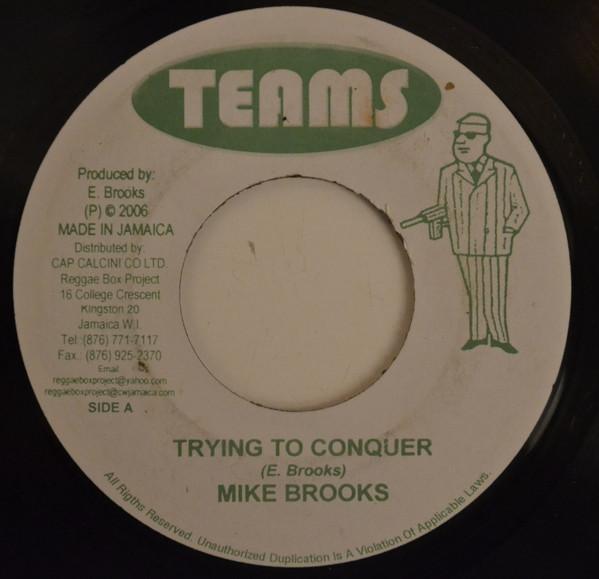 TEAMS
Produced by:
E. Brooks
(P) © 2006
MADE IN JAMAICA
Distributed by:
CAP CALCINI CO LTD.
Reggae Box Project
16 College Crescent
Kingston 20
Jamaica W.I.
Tel.:(876) 771-7117
Fax.: (876) 925-2370
Email
reggaeboxproject@yahoo.com
reggaeboxproject@cwjamaica.com
SIDE A
TRYING TO CONQUER
(E. Brooks)
MIKE BROOKS
All Rigths Reserved. Unauthorized Duplication Is A Violation Of Applicable Laws.